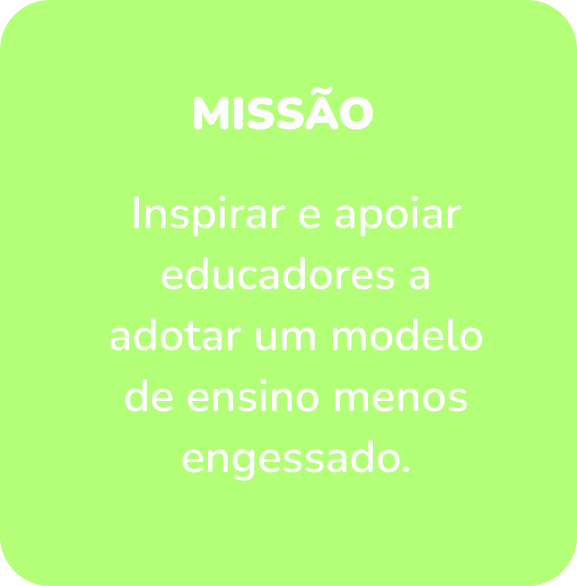 MISSÃO
Inspirar e apoiar
educadores a
adotar um modelo
de ensino menos
engessado.